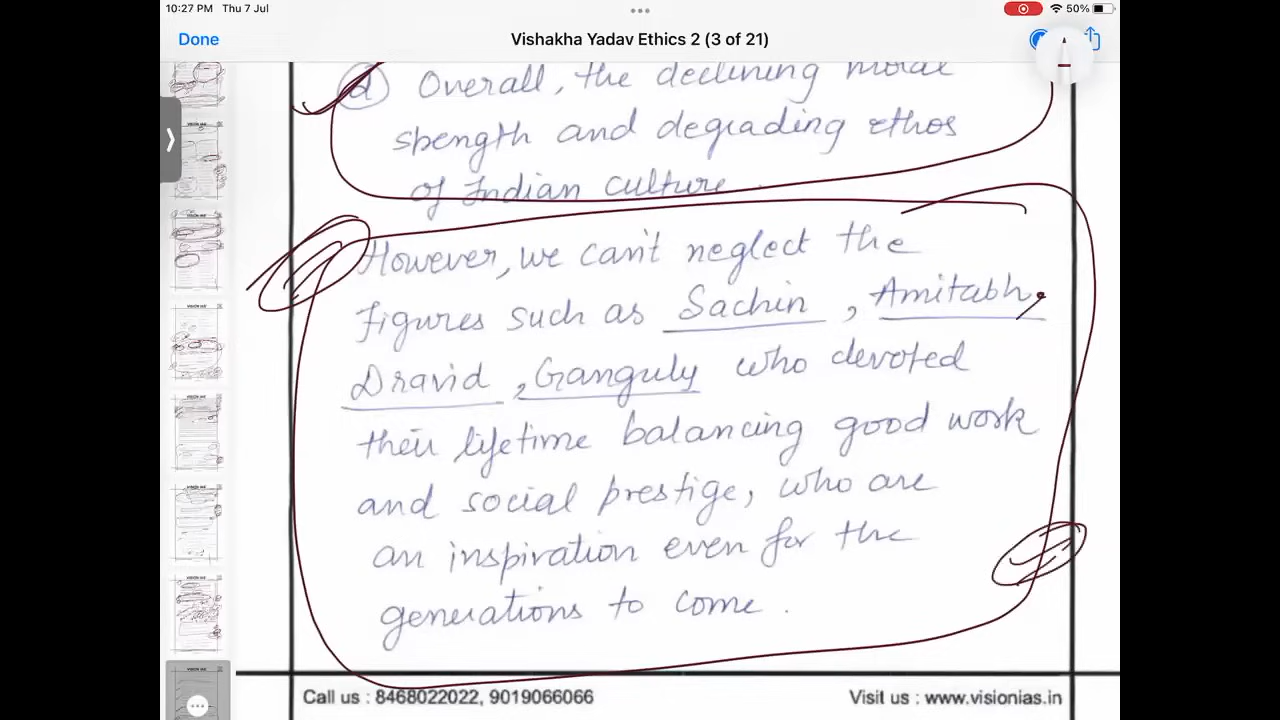 10:27 PM Thu 7 Jul
50%
Done
Vishakha Yadav Ethics 2 (3 of 21)
d Overall, the declining moral
strength and degrading ethos
of Indian culture.
However, we can't neglect the
figures such as Sachin, Amitabh,
Dravid, Ganguly who devoted
their lifetime balancing good work
and social prestige, who are
an inspiration even for the
generations to come.
Call us : 8468022022, 9019066066
Visit us : www.visionias.in